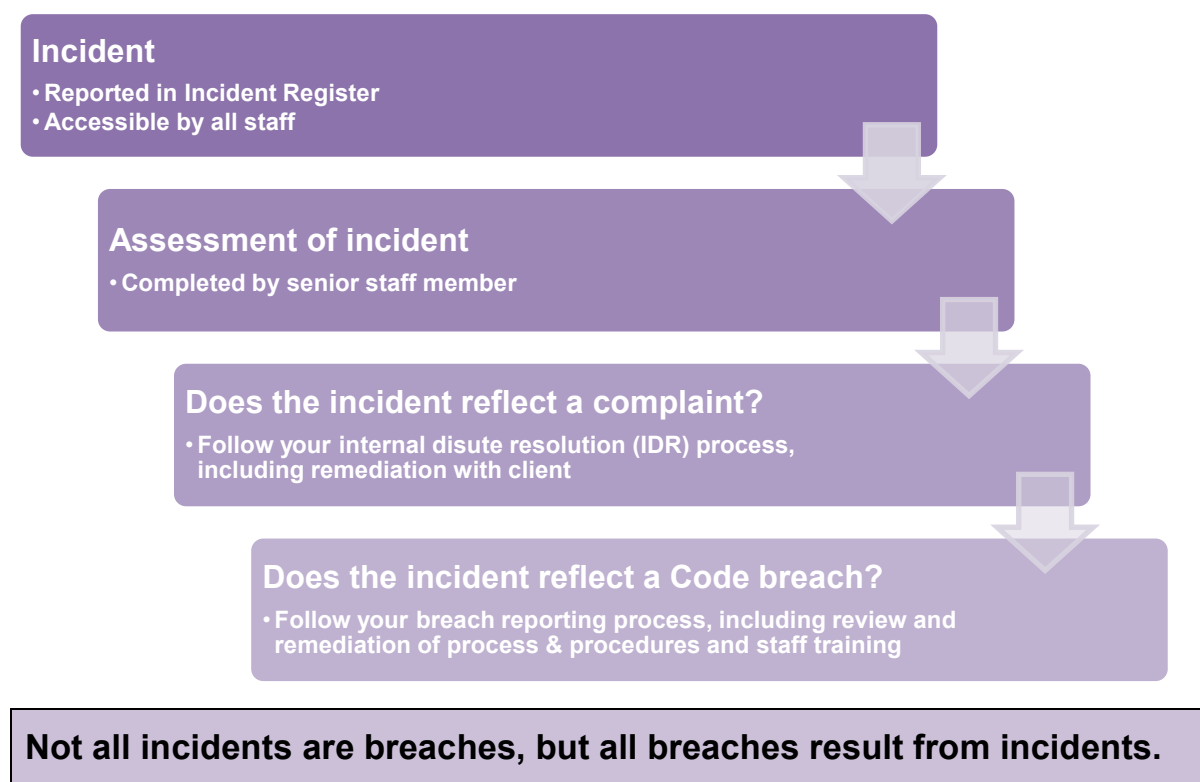 Incident
• Reported in Incident Register
• Accessible by all staff
Assessment of incident
• Completed by senior staff member
Does the incident reflect a complaint?
• Follow your internal disute resolution (IDR) process,
including remediation with client
Does the incident reflect a Code breach?
• Follow your breach reporting process, including review and
remediation of process & procedures and staff training
Not all incidents are breaches, but all breaches result from incidents.